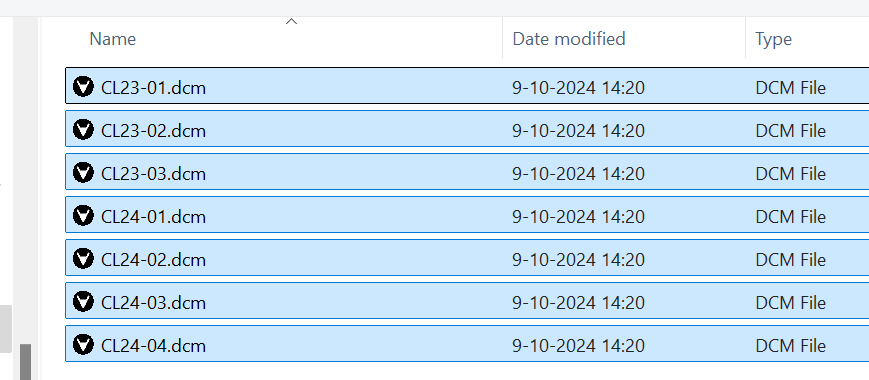 Name Date modified Type
CL23-01.dcm 9-10-2024 14:20 DCM File
CL23-02.dcm 9-10-2024 14:20 DCM File
CL23-03.dcm 9-10-2024 14:20 DCM File
CL24-01.dcm 9-10-2024 14:20 DCM File
CL24-02.dcm 9-10-2024 14:20 DCM File
CL24-03.dcm 9-10-2024 14:20 DCM File
CL24-04.dcm 9-10-2024 14:20 DCM File